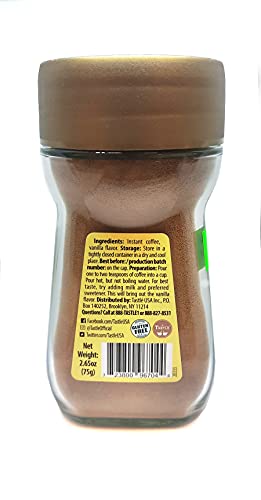 Ingredients: Instant coffee,
vanilla flavor. Storage: Store in a
tightly closed container in a dry and cool
place. Best before: /production batch
number: on the cup. Preparation: Pour
one to two teaspoons of coffee into a cup.
Pour hot, but not boiling water. For best
taste, try adding milk and preferred
sweetener. This will bring out the vanilla
flavor. Distributed By: Tastlé USA Inc., P.O.
Box 140252, Brooklyn, NY 11214
Questions? Call at 888-TASTLE1 or 888-827-8531
Facebook.com/TastleUSA
@TastleOfficial
Twitter.com/TastleUSA
GLUTEN
FREE
Tastlé
Net
Weight:
2.65oz
(75g)